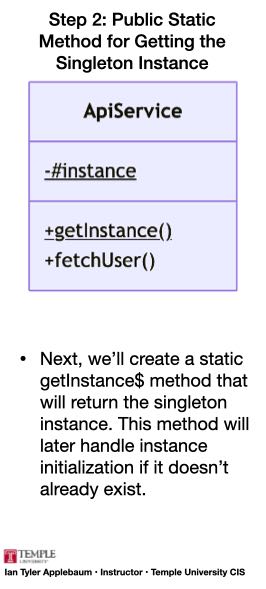 Step 2: Public Static
Method for Getting the
Singleton Instance
ApiService
-#instance
+getInstance()
+fetchUser()
• Next, we’ll create a static
getInstance$ method that
will return the singleton
instance. This method will
later handle instance
initialization if it doesn’t
already exist.
TEMPLE
UNIVERSITY
Ian Tyler Applebaum • Instructor • Temple University CIS